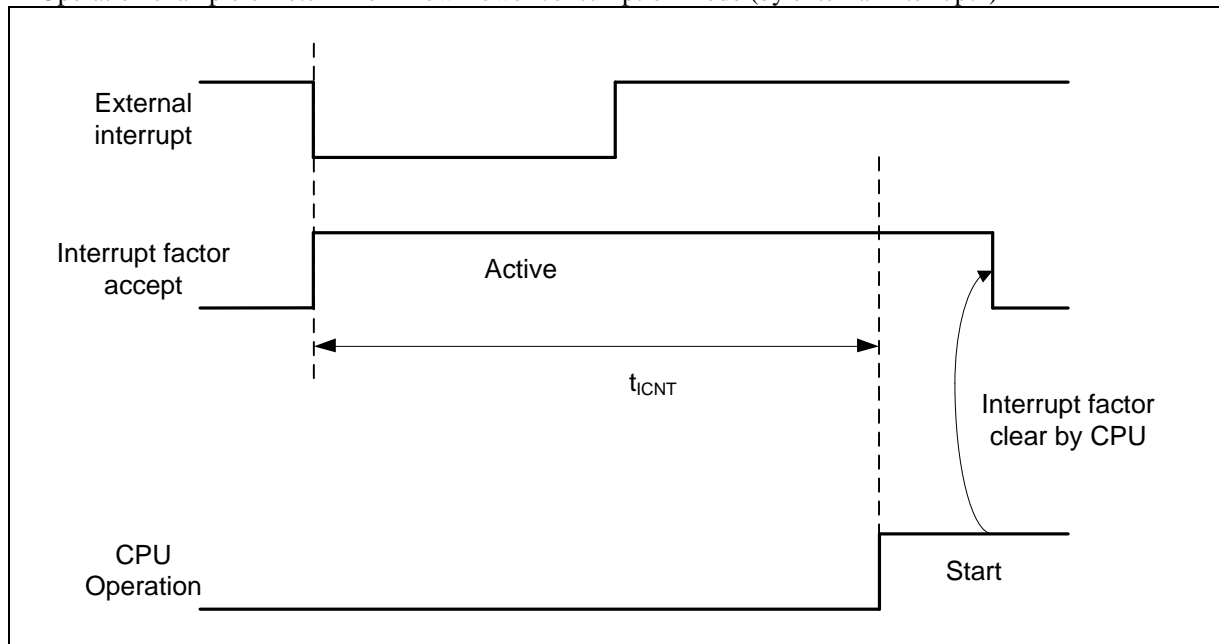 External
interrupt
Interrupt factor
accept
Active
tICNT
Interrupt factor
clear by CPU
CPU
Operation
Start